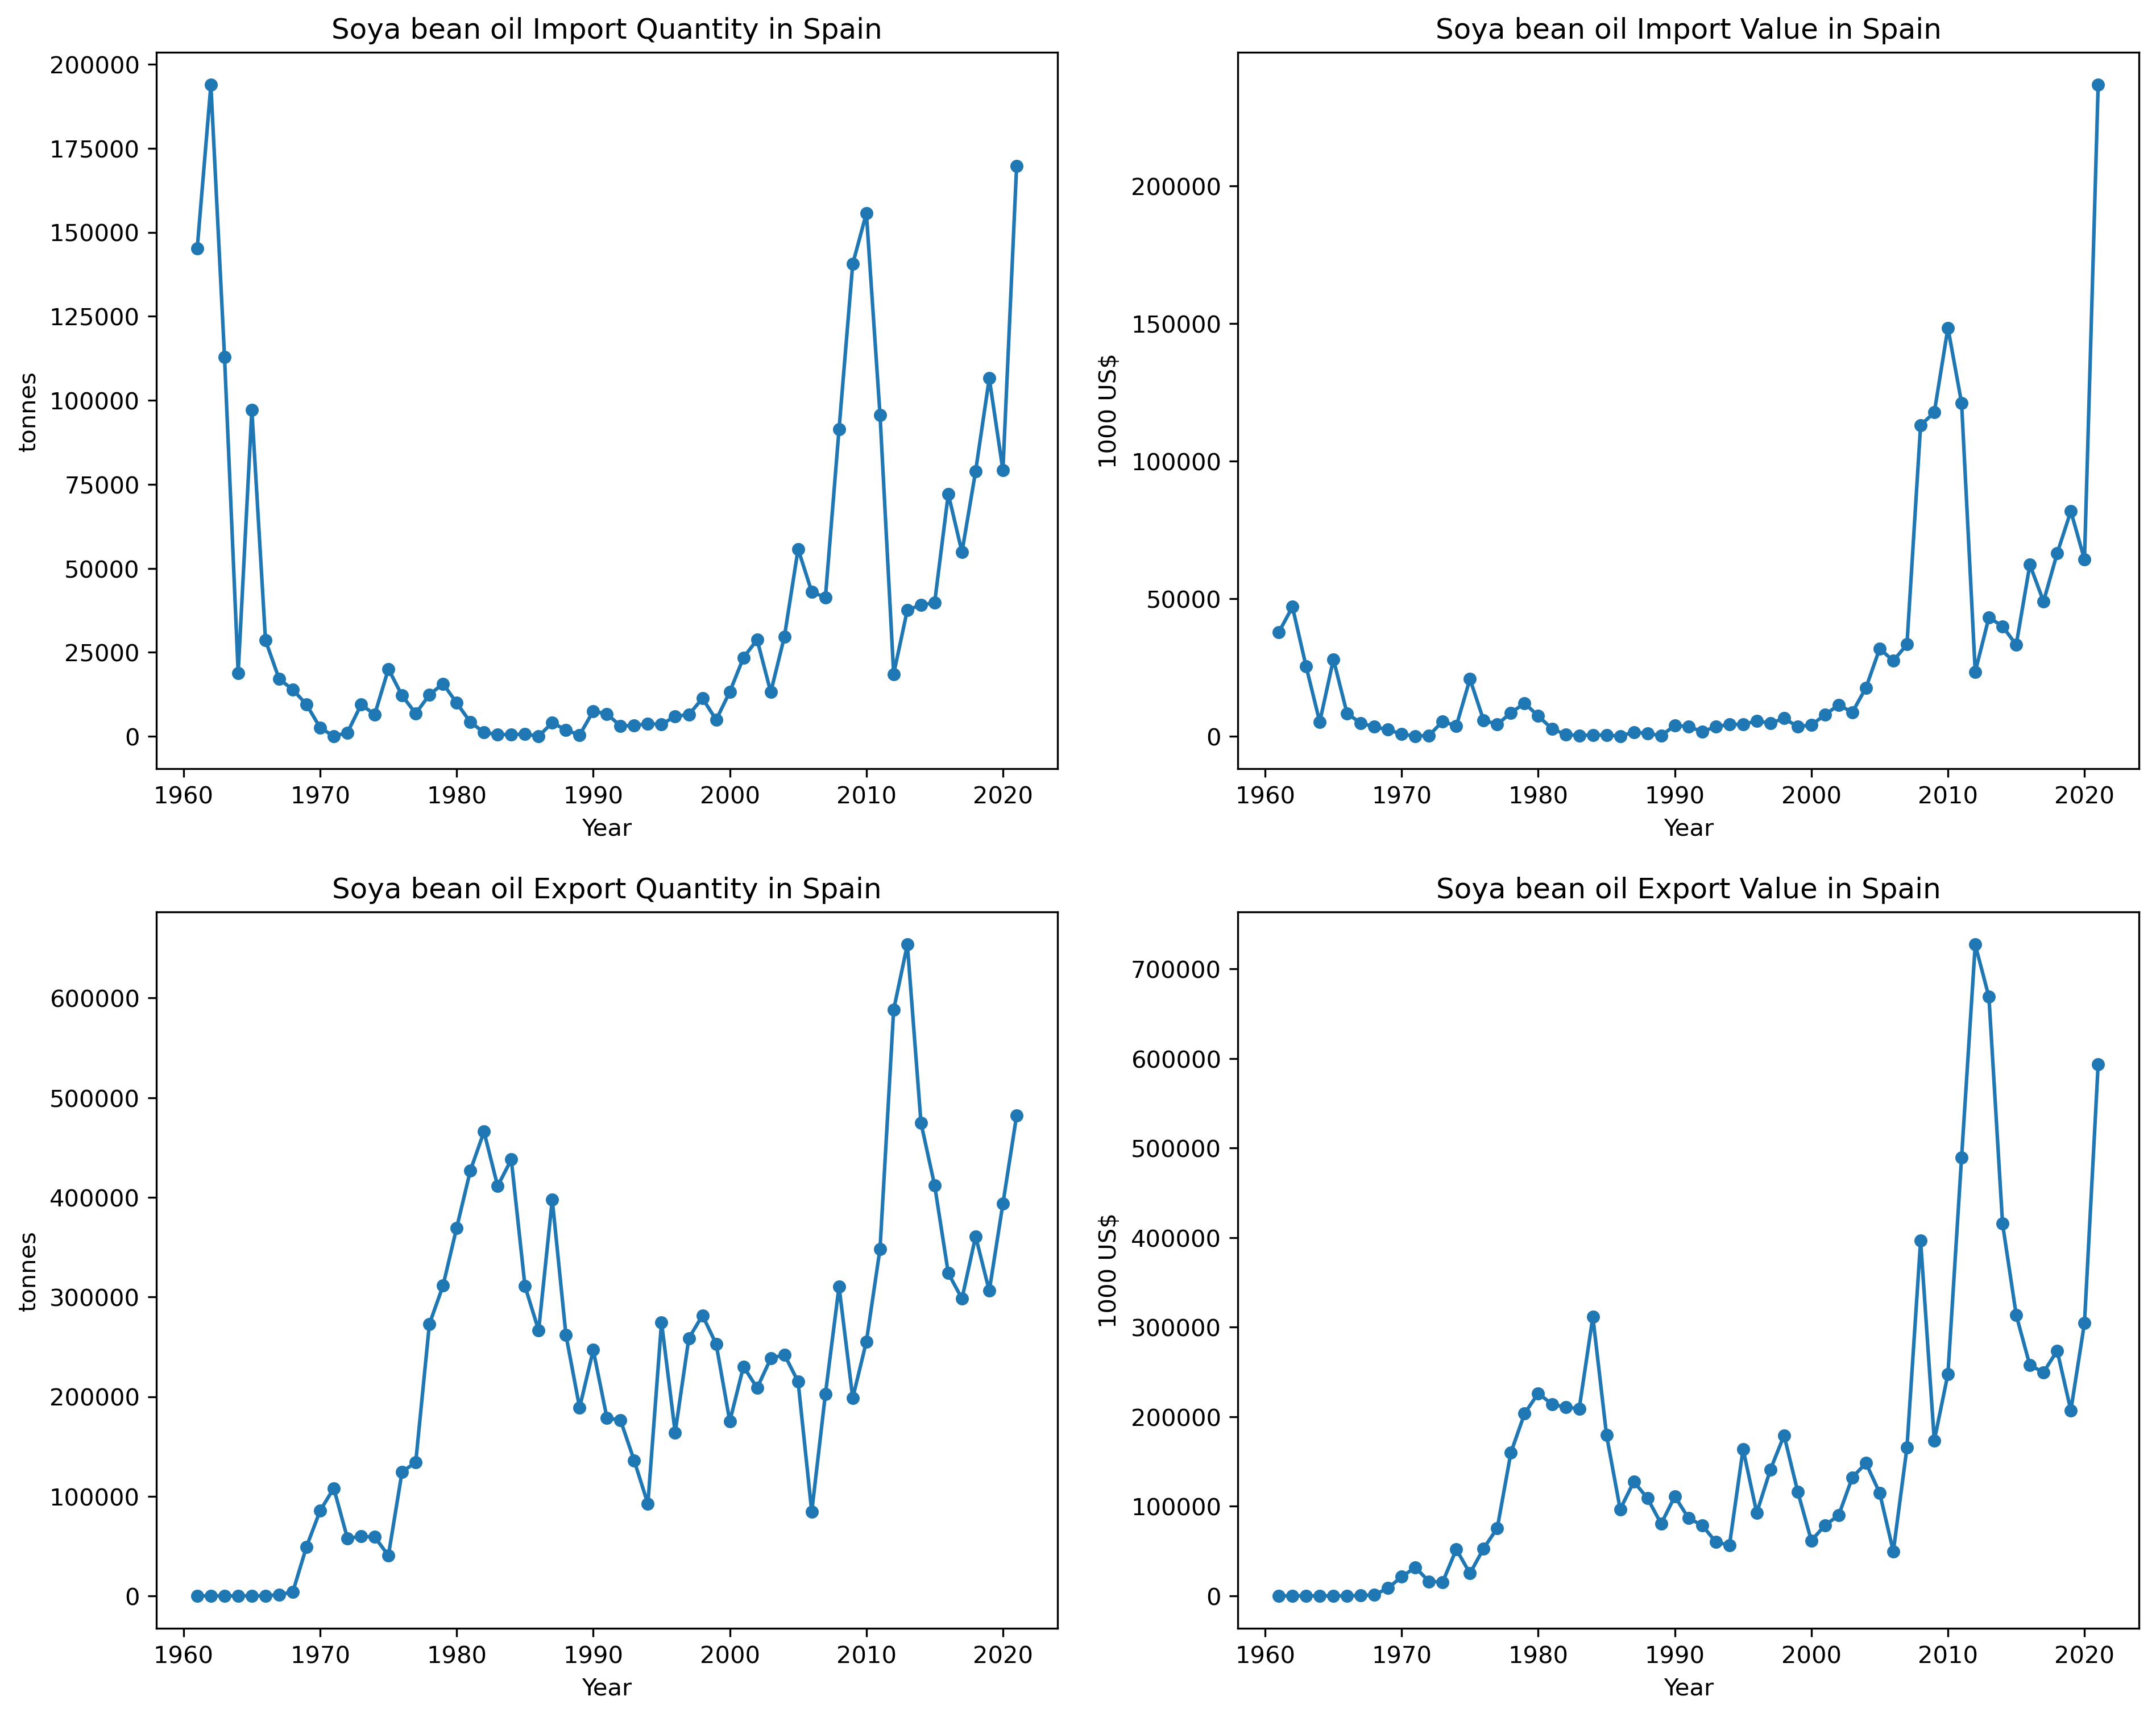 Soya bean oil Import Quantity in Spain
200000
175000
150000
125000
100000
75000
50000
25000
0
tonnes
1960 1970 1980 1990 2000 2010 2020
Year
Soya bean oil Import Value in Spain
200000
150000
100000
50000
0
1000 US$
1960 1970 1980 1990 2000 2010 2020
Year
Soya bean oil Export Quantity in Spain
600000
500000
400000
300000
200000
100000
0
tonnes
1960 1970 1980 1990 2000 2010 2020
Year
Soya bean oil Export Value in Spain
700000
600000
500000
400000
300000
200000
100000
0
1000 US$
1960 1970 1980 1990 2000 2010 2020
Year